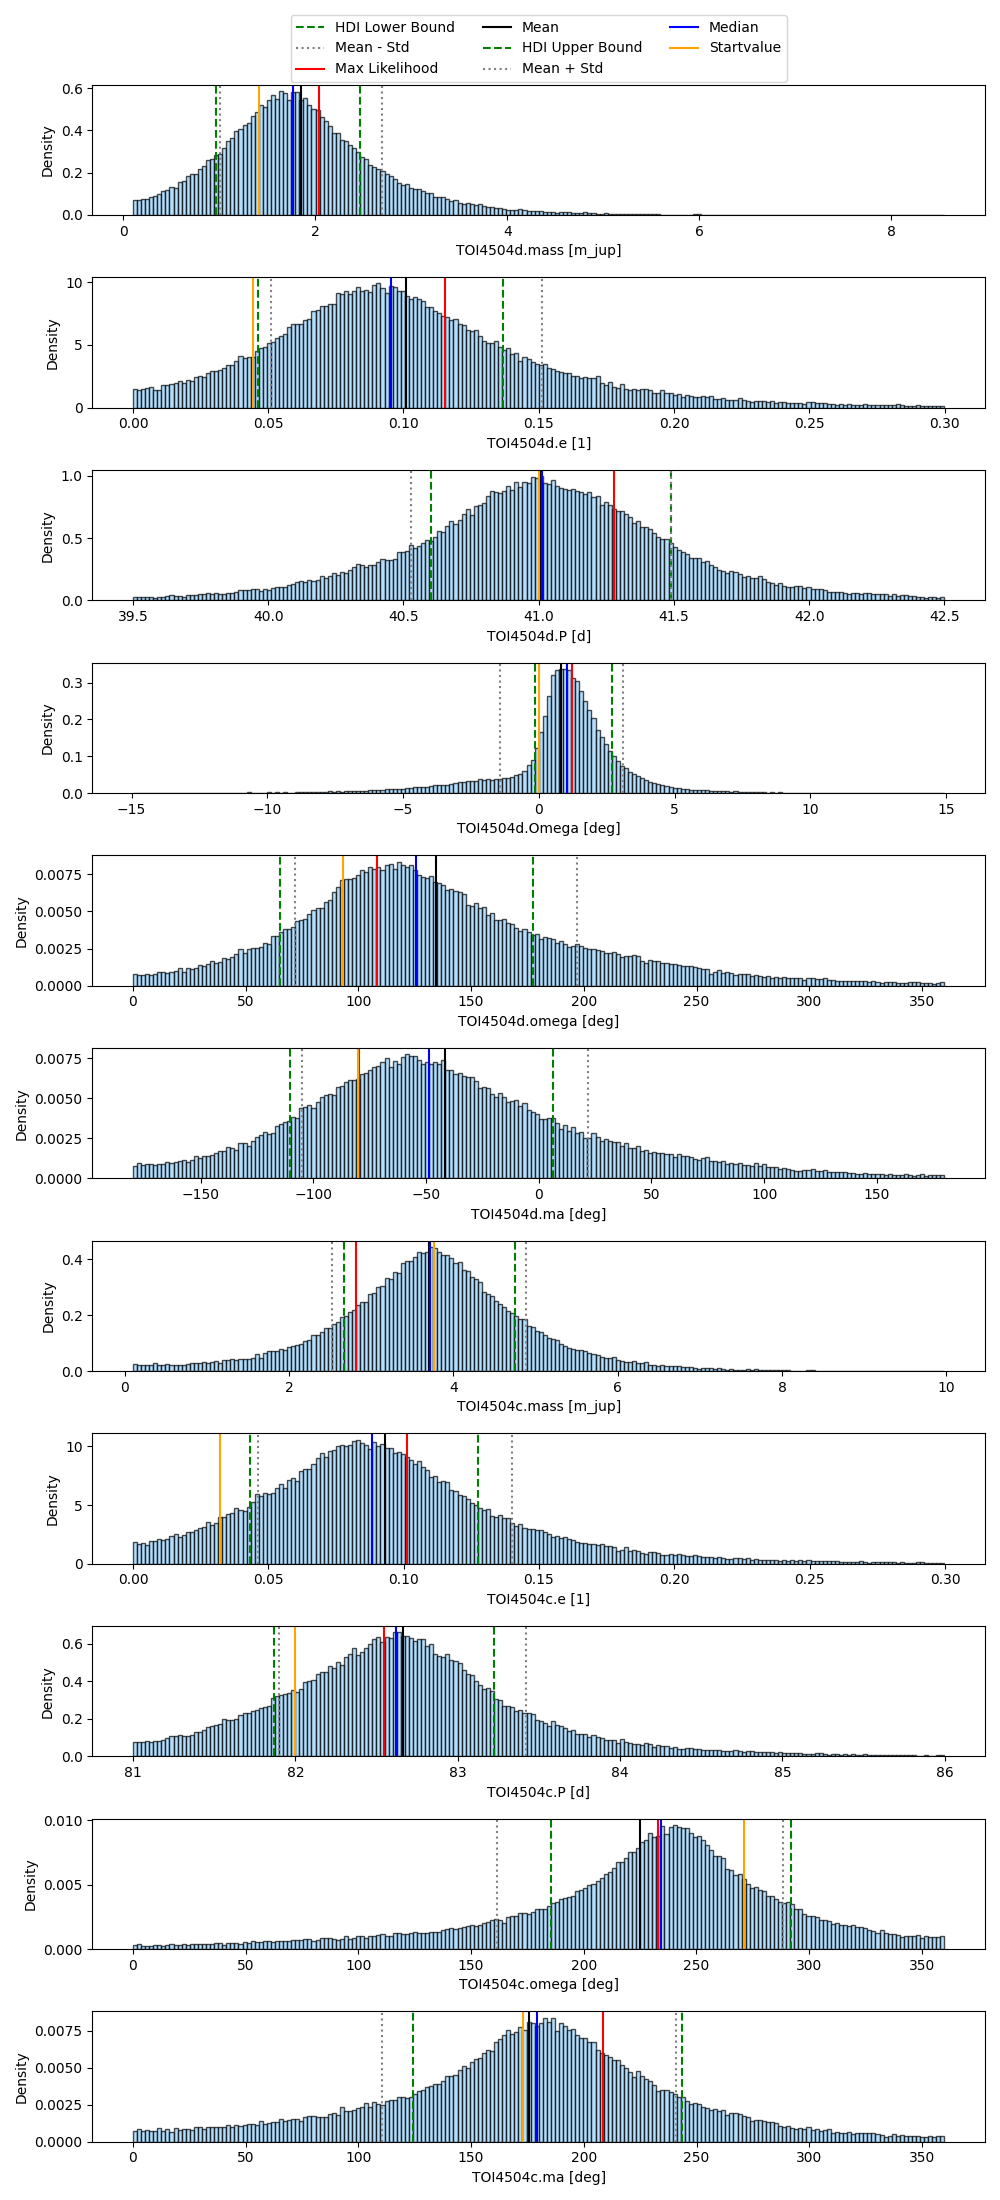 HDI Lower Bound Mean Median
Mean - Std HDI Upper Bound Startvalue
Max Likelihood Mean + Std
0.6
0.4
0.2
0.0
Density
0 2 4 6 8
TOI4504d.mass [m_jup]
10
5
0
Density
0.00 0.05 0.10 0.15 0.20 0.25 0.30
TOI4504d.e [1]
1.0
0.5
0.0
Density
39.5 40.0 40.5 41.0 41.5 42.0 42.5
TOI4504d.P [d]
0.3
0.2
0.1
0.0
Density
−15 −10 −5 0 5 10 15
TOI4504d.Omega [deg]
0.0075
0.0050
0.0025
0.0000
Density
0 50 100 150 200 250 300 350
TOI4504d.omega [deg]
0.0075
0.0050
0.0025
0.0000
Density
−150 −100 −50 0 50 100 150
TOI4504d.ma [deg]
0.4
0.2
0.0
Density
0 2 4 6 8 10
TOI4504c.mass [m_jup]
10
5
0
Density
0.00 0.05 0.10 0.15 0.20 0.25 0.30
TOI4504c.e [1]
0.6
0.4
0.2
0.0
Density
81 82 83 84 85 86
TOI4504c.P [d]
0.010
0.005
0.000
Density
0 50 100 150 200 250 300 350
TOI4504c.omega [deg]
0.0075
0.0050
0.0025
0.0000
Density
0 50 100 150 200 250 300 350
TOI4504c.ma [deg]